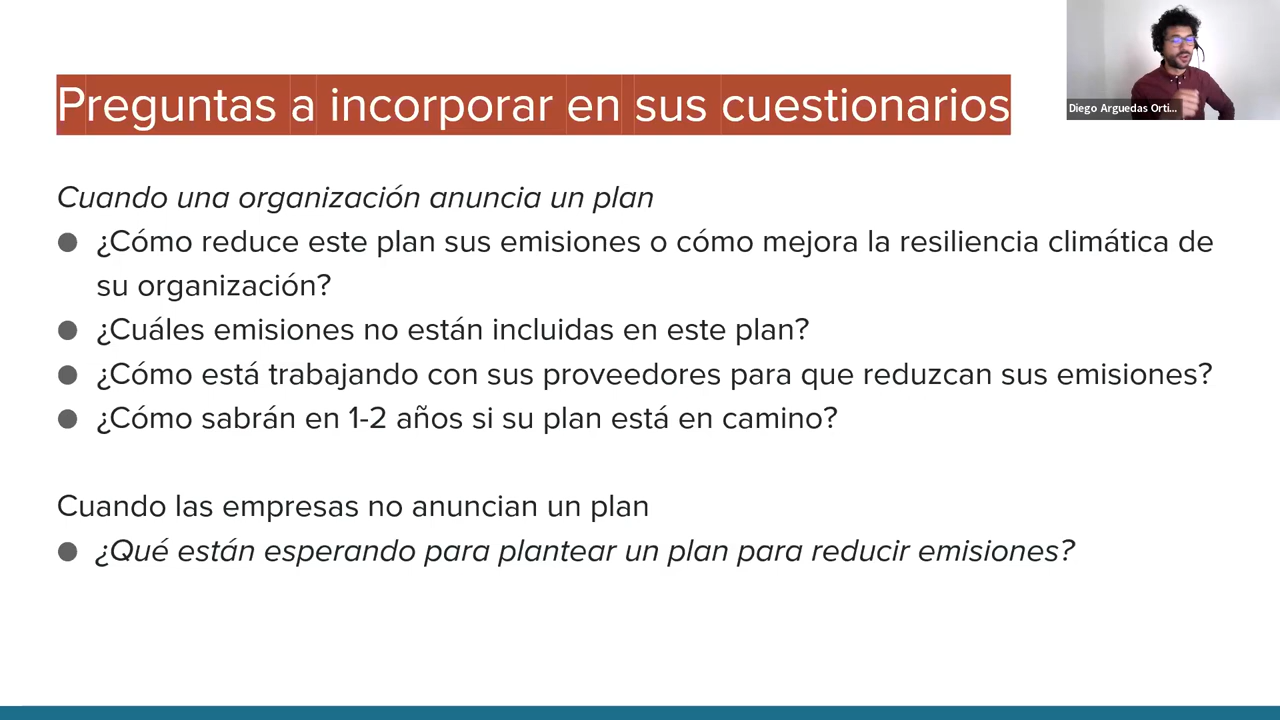 Preguntas a incorporar en sus cuestionarios
Diego Arguedas Orti...
Cuando una organización anuncia un plan
● ¿Cómo reduce este plan sus emisiones o cómo mejora la resiliencia climática de
su organización?
● ¿Cuáles emisiones no están incluidas en este plan?
● ¿Cómo está trabajando con sus proveedores para que reduzcan sus emisiones?
● ¿Cómo sabrán en 1-2 años si su plan está en camino?
Cuando las empresas no anuncian un plan
● ¿Qué están esperando para plantear un plan para reducir emisiones?